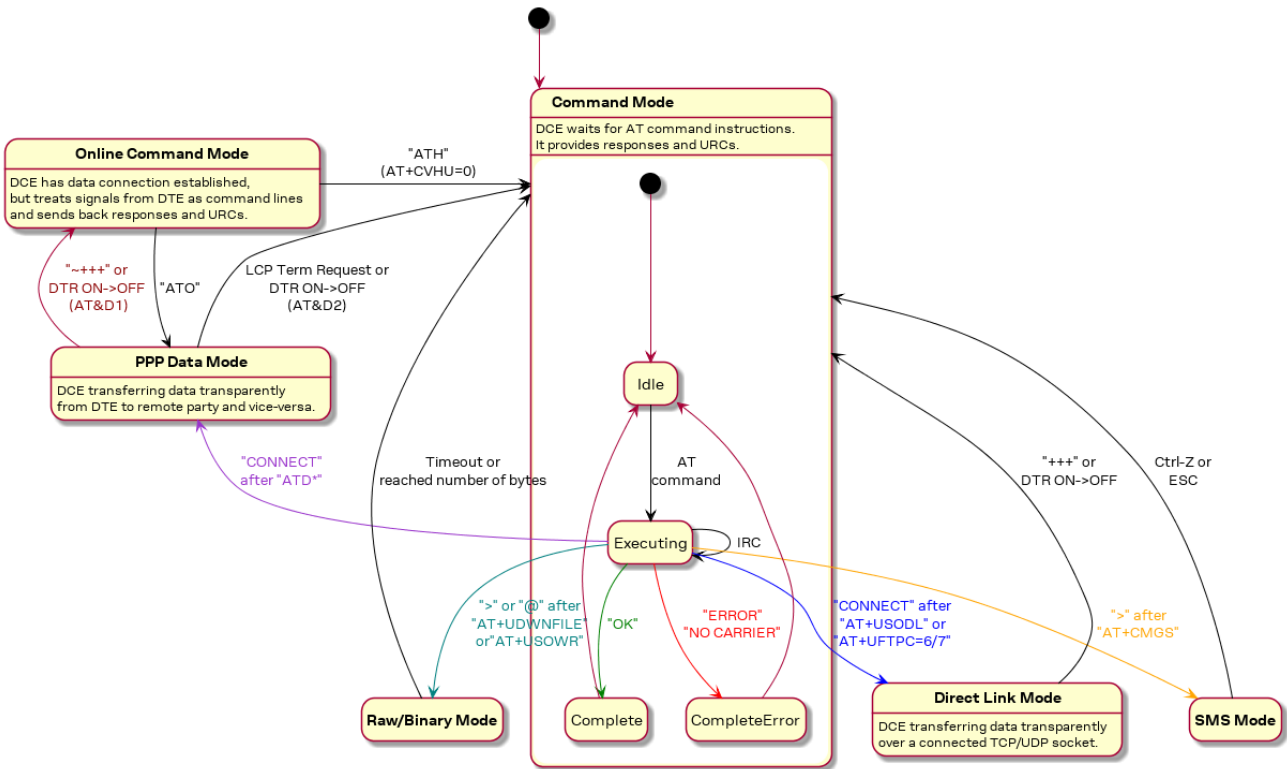 Command Mode
DCE waits for AT command instructions.
It provides responses and URCs.
Online Command Mode
DCE has data connection established,
but treats signals from DTE as command lines
and sends back responses and URCs.
"ATH"
(AT+CVHU=0)
"~+++" or
DTR ON->OFF
(AT&D1)
"ATO"
LCP Term Request or
DTR ON->OFF
(AT&D2)
PPP Data Mode
DCE transferring data transparently
from DTE to remote party and vice-versa.
Idle
"CONNECT"
after "ATD*"
Timeout or
reached number of bytes
AT
command
"+++" or
DTR ON->OFF
Ctrl-Z or
ESC
Executing
IRC
">" or "@" after
"AT+UDWNFILE"
or"AT+USOWR"
"OK"
"ERROR"
"NO CARRIER"
"CONNECT" after
"AT+USODL" or
"AT+UFTPC=6/7"
">" after
"AT+CMGS"
Raw/Binary Mode
Complete
CompleteError
Direct Link Mode
DCE transferring data transparently
over a connected TCP/UDP socket.
SMS Mode